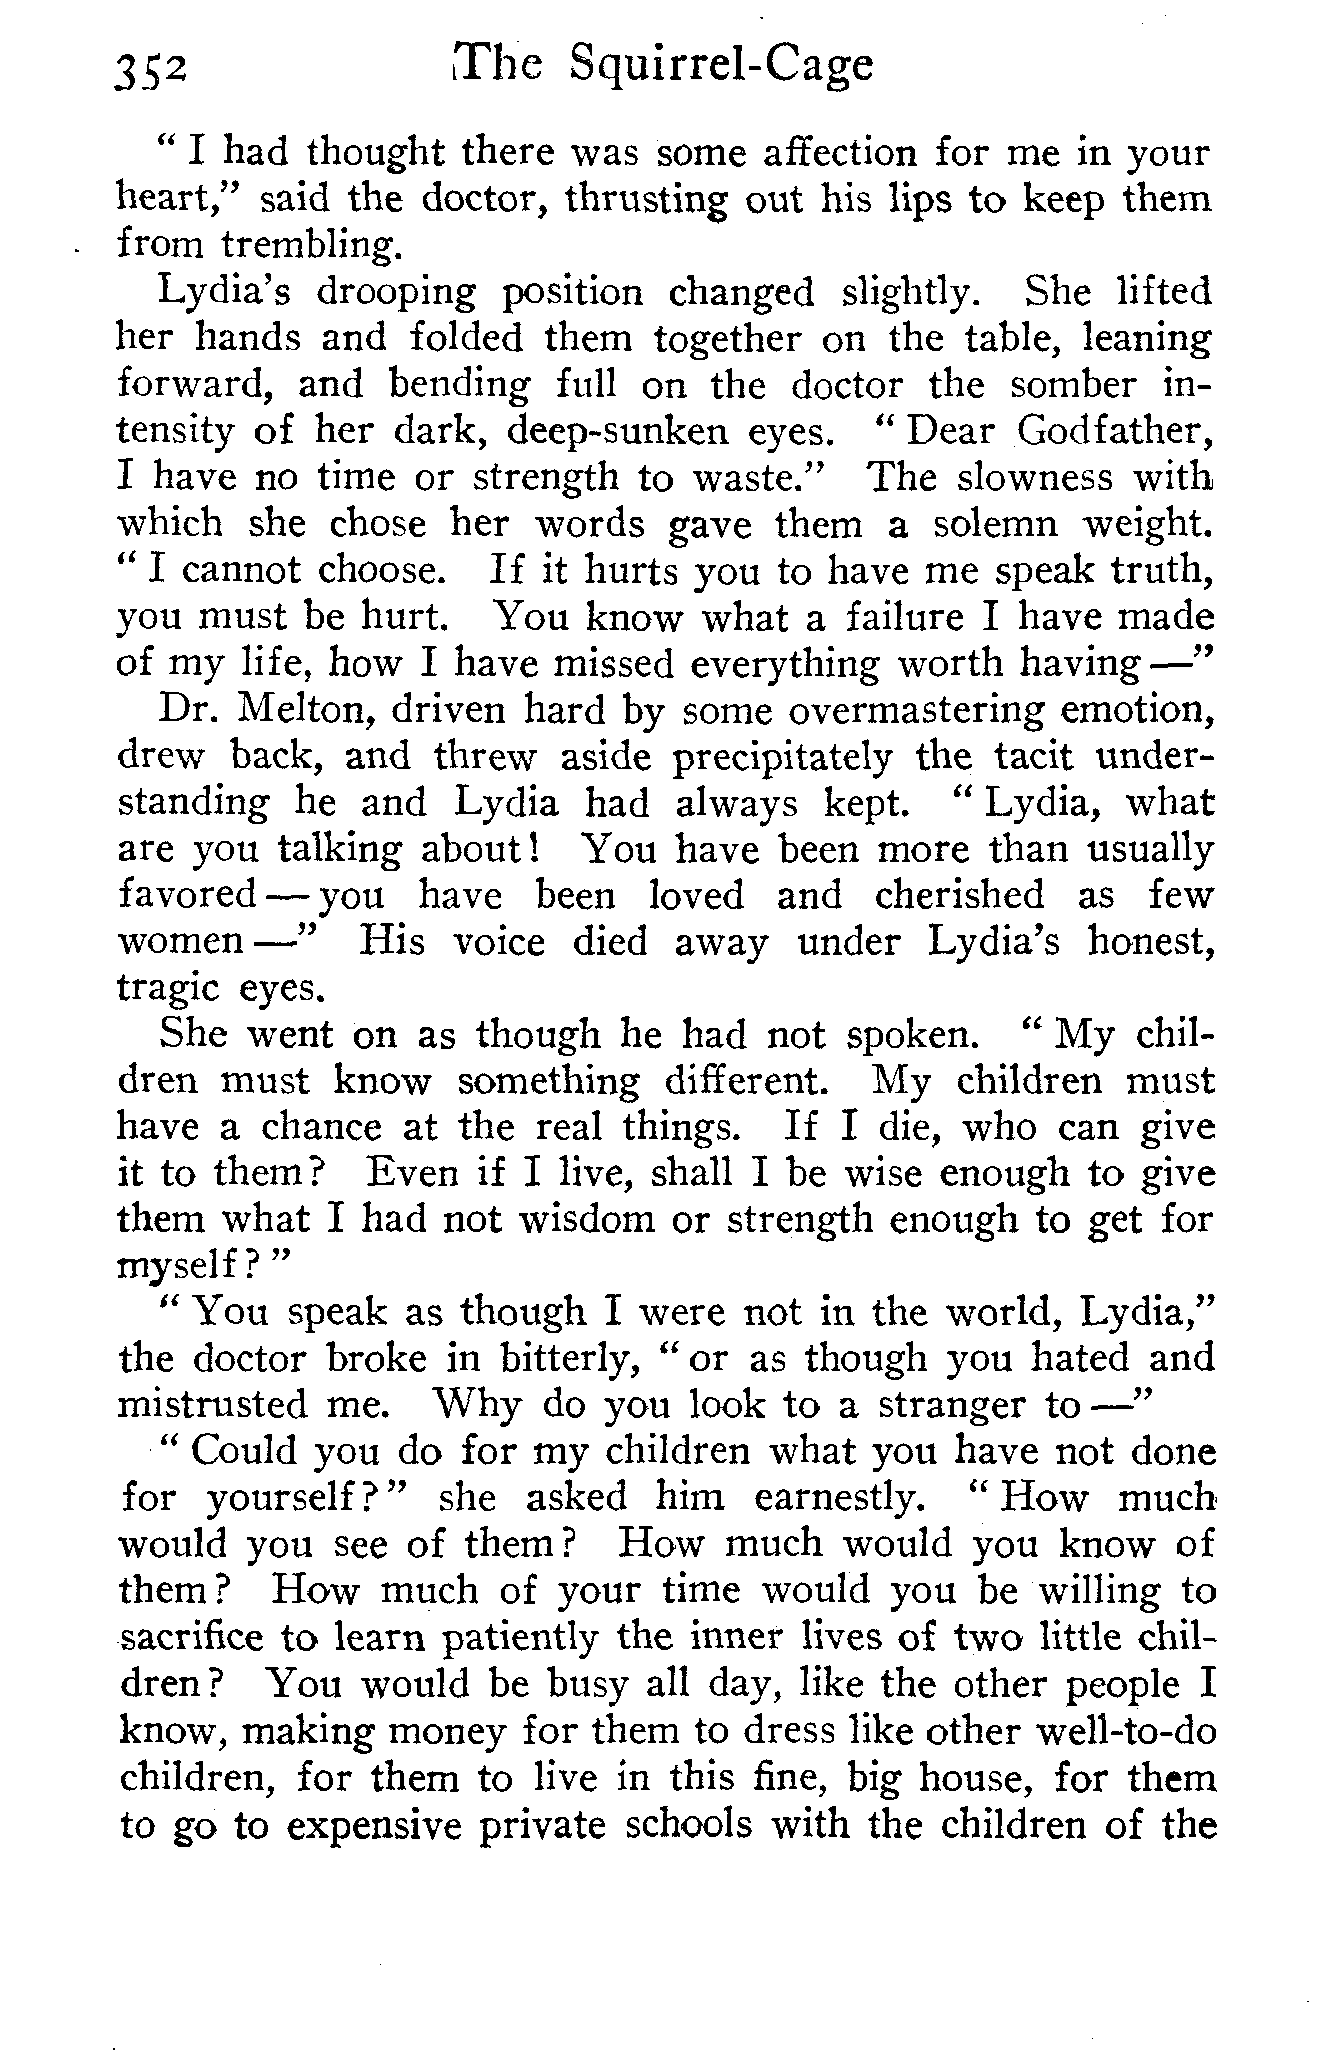 352 The Squirrel-Cage
“ I had thought there was some affection for me in your
heart,” said the doctor, thrusting out his lips to keep them
from trembling.
Lydia’s drooping position changed slightly. She lifted
her hands and folded them together on the table, leaning
forward, and bending full on the doctor the somber in-
tensity of her dark, deep-sunken eyes. “ Dear Godfather,
I have no time or strength to waste.” The slowness with
which she chose her words gave them a solemn weight.
“ I cannot choose. If it hurts you to have me speak truth,
you must be hurt. You know what a failure I have made
of my life, how I have missed everything worth having —”
Dr. Melton, driven hard by some overmastering emotion,
drew back, and threw aside precipitately the tacit under-
standing he and Lydia had always kept. “ Lydia, what
are you talking about! You have been more than usually
favored — you have been loved and cherished as few
women —” His voice died away under Lydia’s honest,
tragic eyes.
She went on as though he had not spoken. “ My chil-
dren must know something different. My children must
have a chance at the real things. If I die, who can give
it to them? Even if I live, shall I be wise enough to give
them what I had not wisdom or strength enough to get for
myself? ”
“ You speak as though I were not in the world, Lydia,”
the doctor broke in bitterly, “ or as though you hated and
mistrusted me. Why do you look to a stranger to —”
“ Could you do for my children what you have not done
for yourself? ” she asked him earnestly. “ How much
would you see of them? How much would you know of
them? How much of your time would you be willing to
sacrifice to learn patiently the inner lives of two little chil-
dren? You would be busy all day, like the other people I
know, making money for them to dress like other well-to-do
children, for them to live in this fine, big house, for them
to go to expensive private schools with the children of the